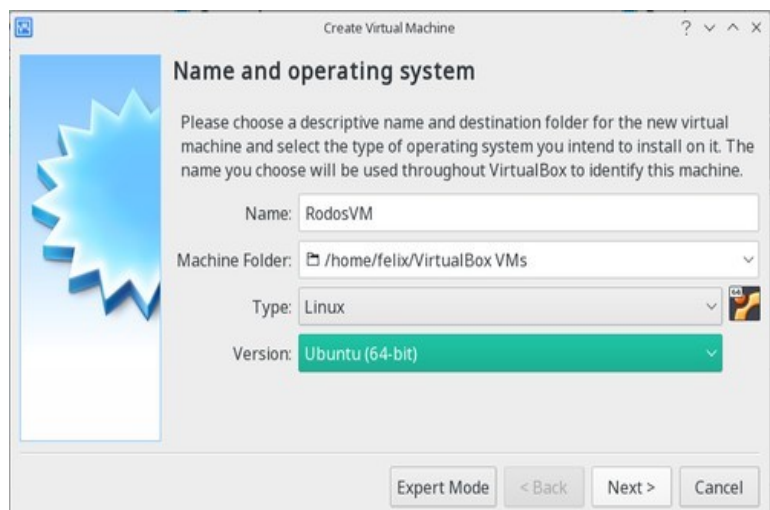 Create Virtual Machine
Name and operating system
Please choose a descriptive name and destination folder for the new virtual
machine and select the type of operating system you intend to install on it. The
name you choose will be used throughout VirtualBox to identify this machine.
Name: RodosVM
Machine Folder: /home/felix/VirtualBox VMs
Type: Linux
64
Version: Ubuntu (64-bit)
Expert Mode < Back Next > Cancel